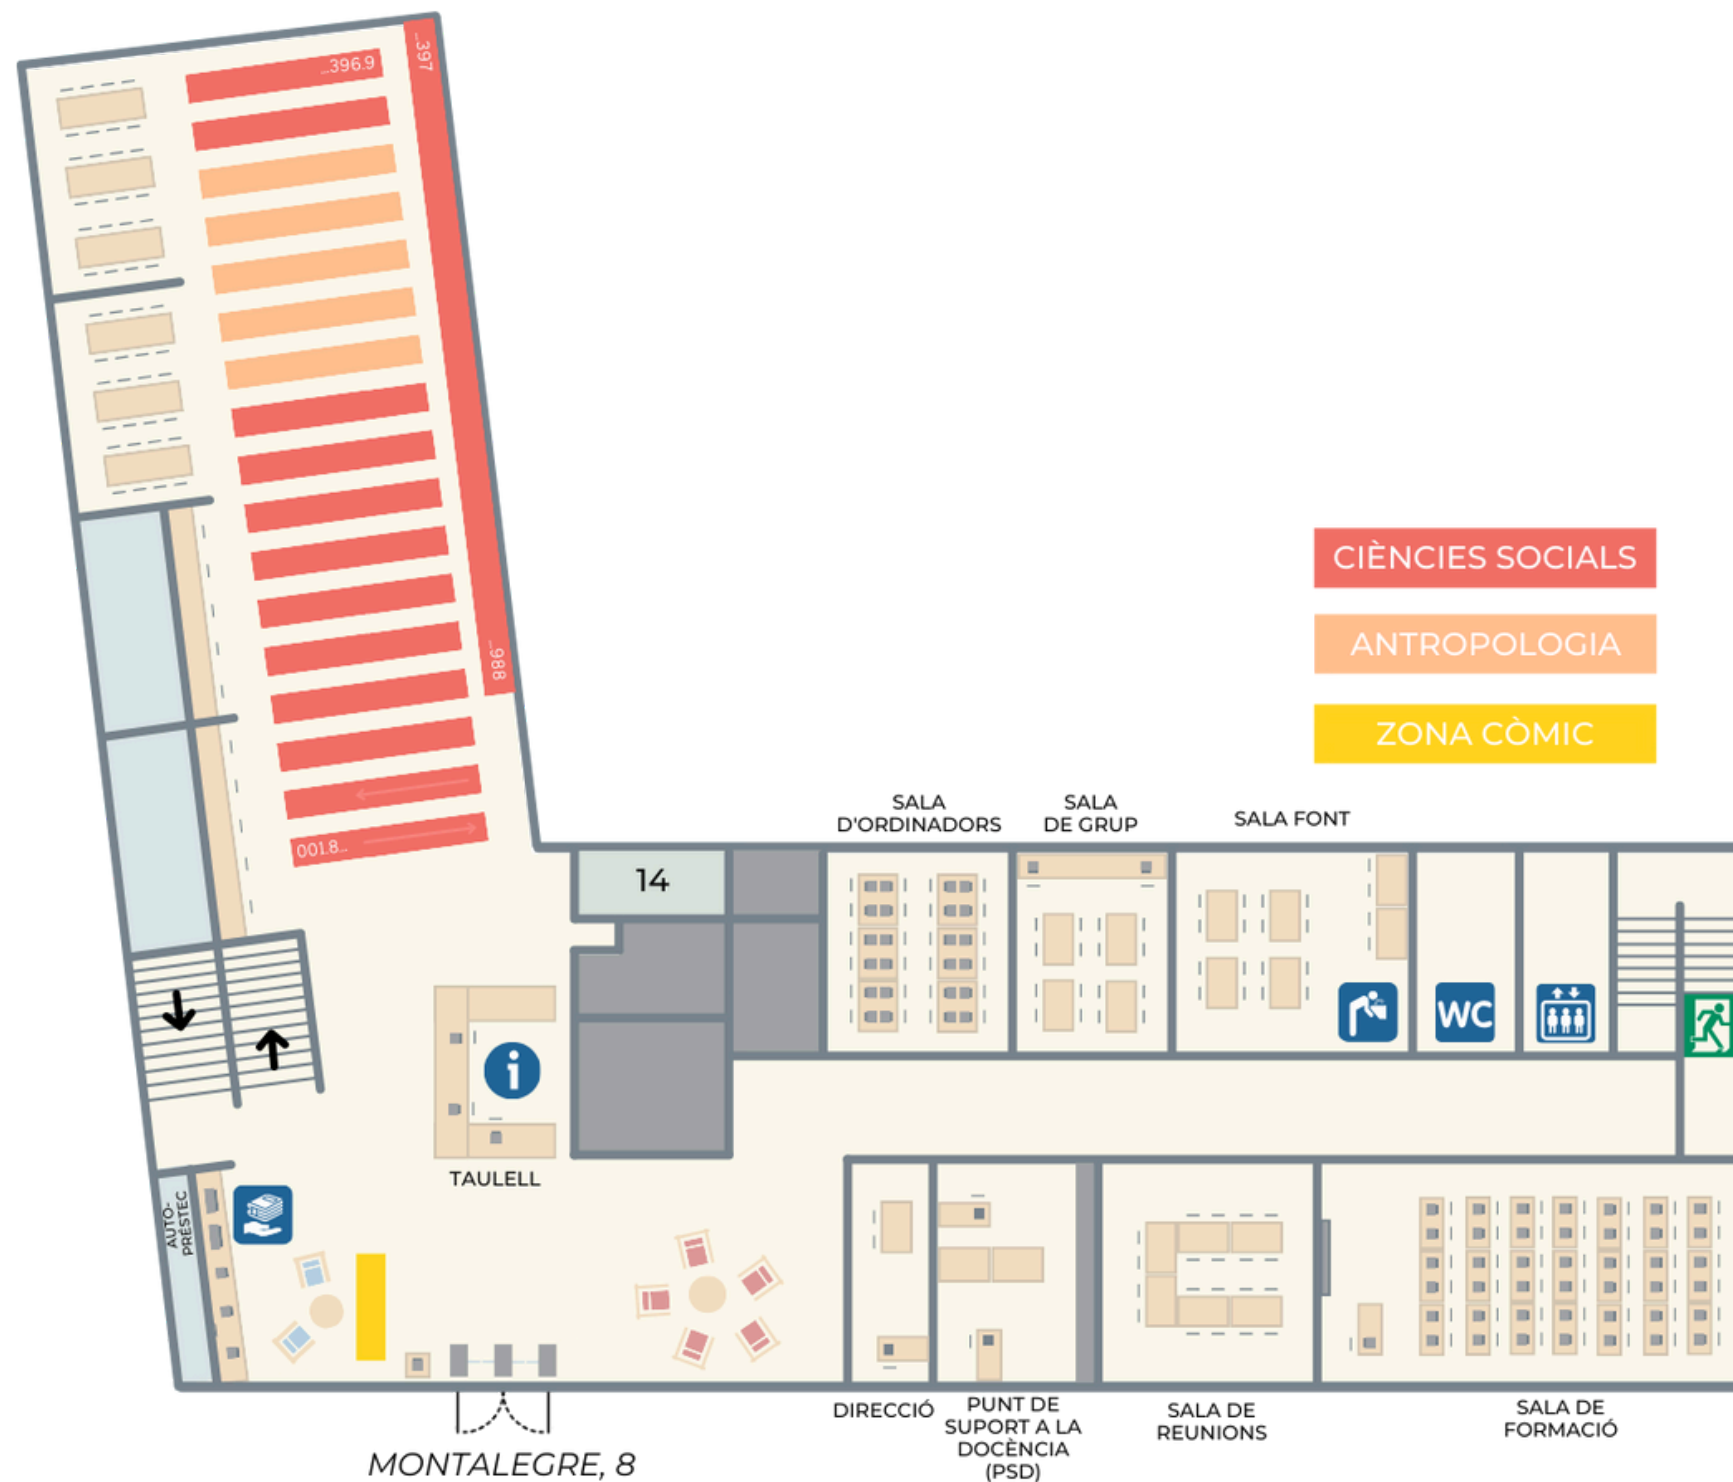 ...396.9
...397
...988
001.8...
CIÈNCIES SOCIALS
ANTROPOLOGIA
ZONA CÒMIC
SALA
D'ORDINADORS
SALA
DE GRUP
SALA FONT
14
WC
i
TAULELL
AUTO-
PRÉSTEC
DIRECCIÓ
PUNT DE
SUPORT A LA
DOCÈNCIA
(PSD)
SALA DE
REUNIONS
SALA DE
FORMACIÓ
MONTALEGRE, 8